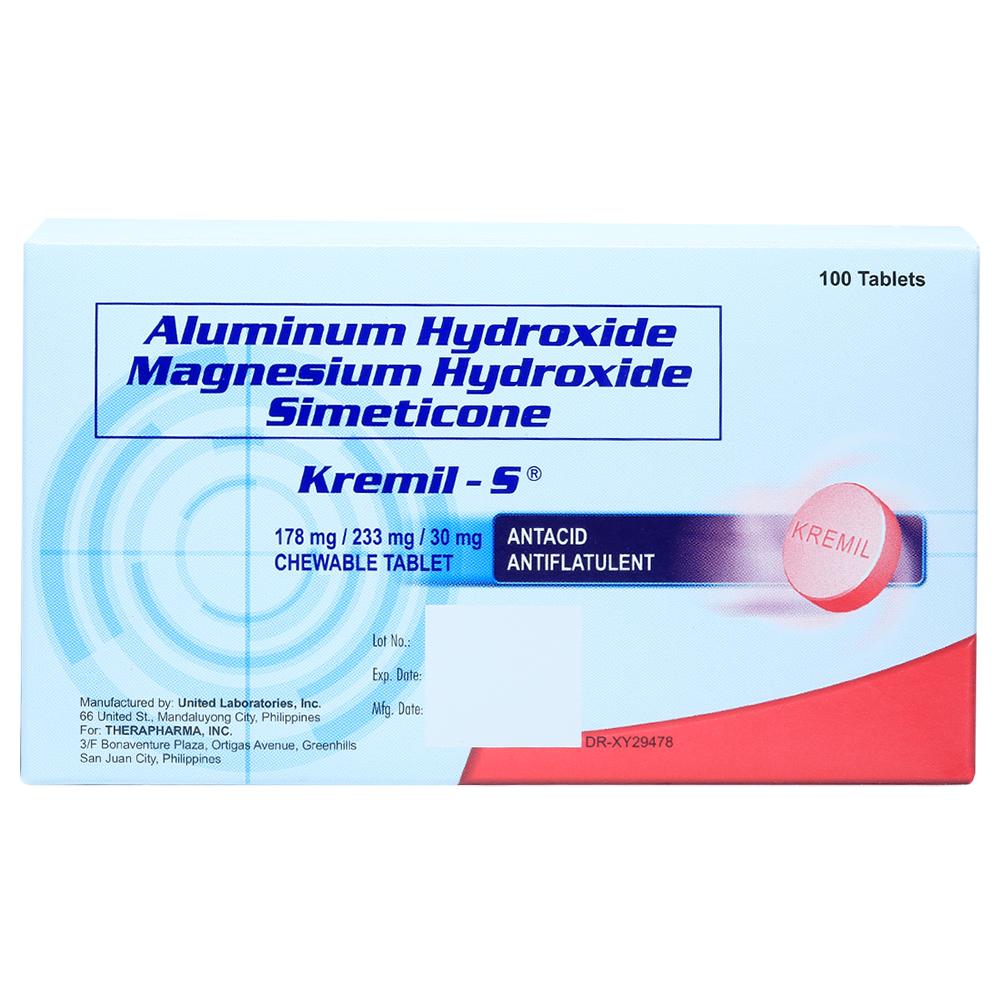 100 Tablets
Aluminum Hydroxide
Magnesium Hydroxide
Simeticone
Kremil - S®
178 mg / 233 mg / 30 mg
CHEWABLE TABLET
ANTACID
ANTIFLATULENT
KREMIL
Lot No.:
Exp. Date:
Mfg. Date:
Manufactured by: United Laboratories, Inc.
66 United St., Mandaluyong City, Philippines
For: THERAPHARMA, INC.
3/F Bonaventure Plaza, Ortigas Avenue, Greenhills
San Juan City, Philippines
DR-XY29478